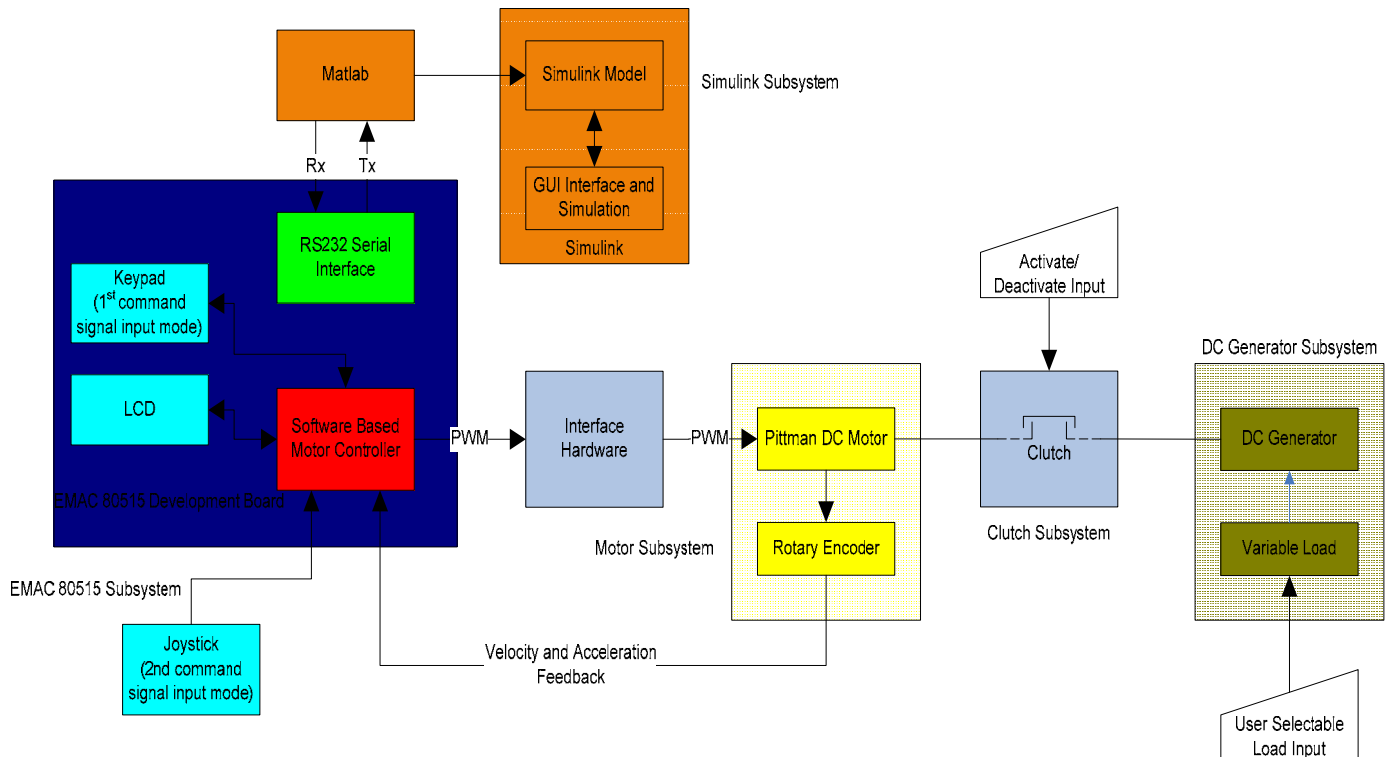 Matlab
Simulink Model
Simulink Subsystem
GUI Interface and
Simulation
Simulink
Rx
Tx
RS232 Serial
Interface
Keypad
(1st command
signal input mode)
LCD
Software Based
Motor Controller
EMAC 80515 Development Board
EMAC 80515 Subsystem
Joystick
(2nd command
signal input mode)
PWM
Interface
Hardware
PWM
Pittman DC Motor
Rotary Encoder
Motor Subsystem
Velocity and Acceleration
Feedback
Activate/
Deactivate Input
Clutch
Clutch Subsystem
DC Generator Subsystem
DC Generator
Variable Load
User Selectable
Load Input